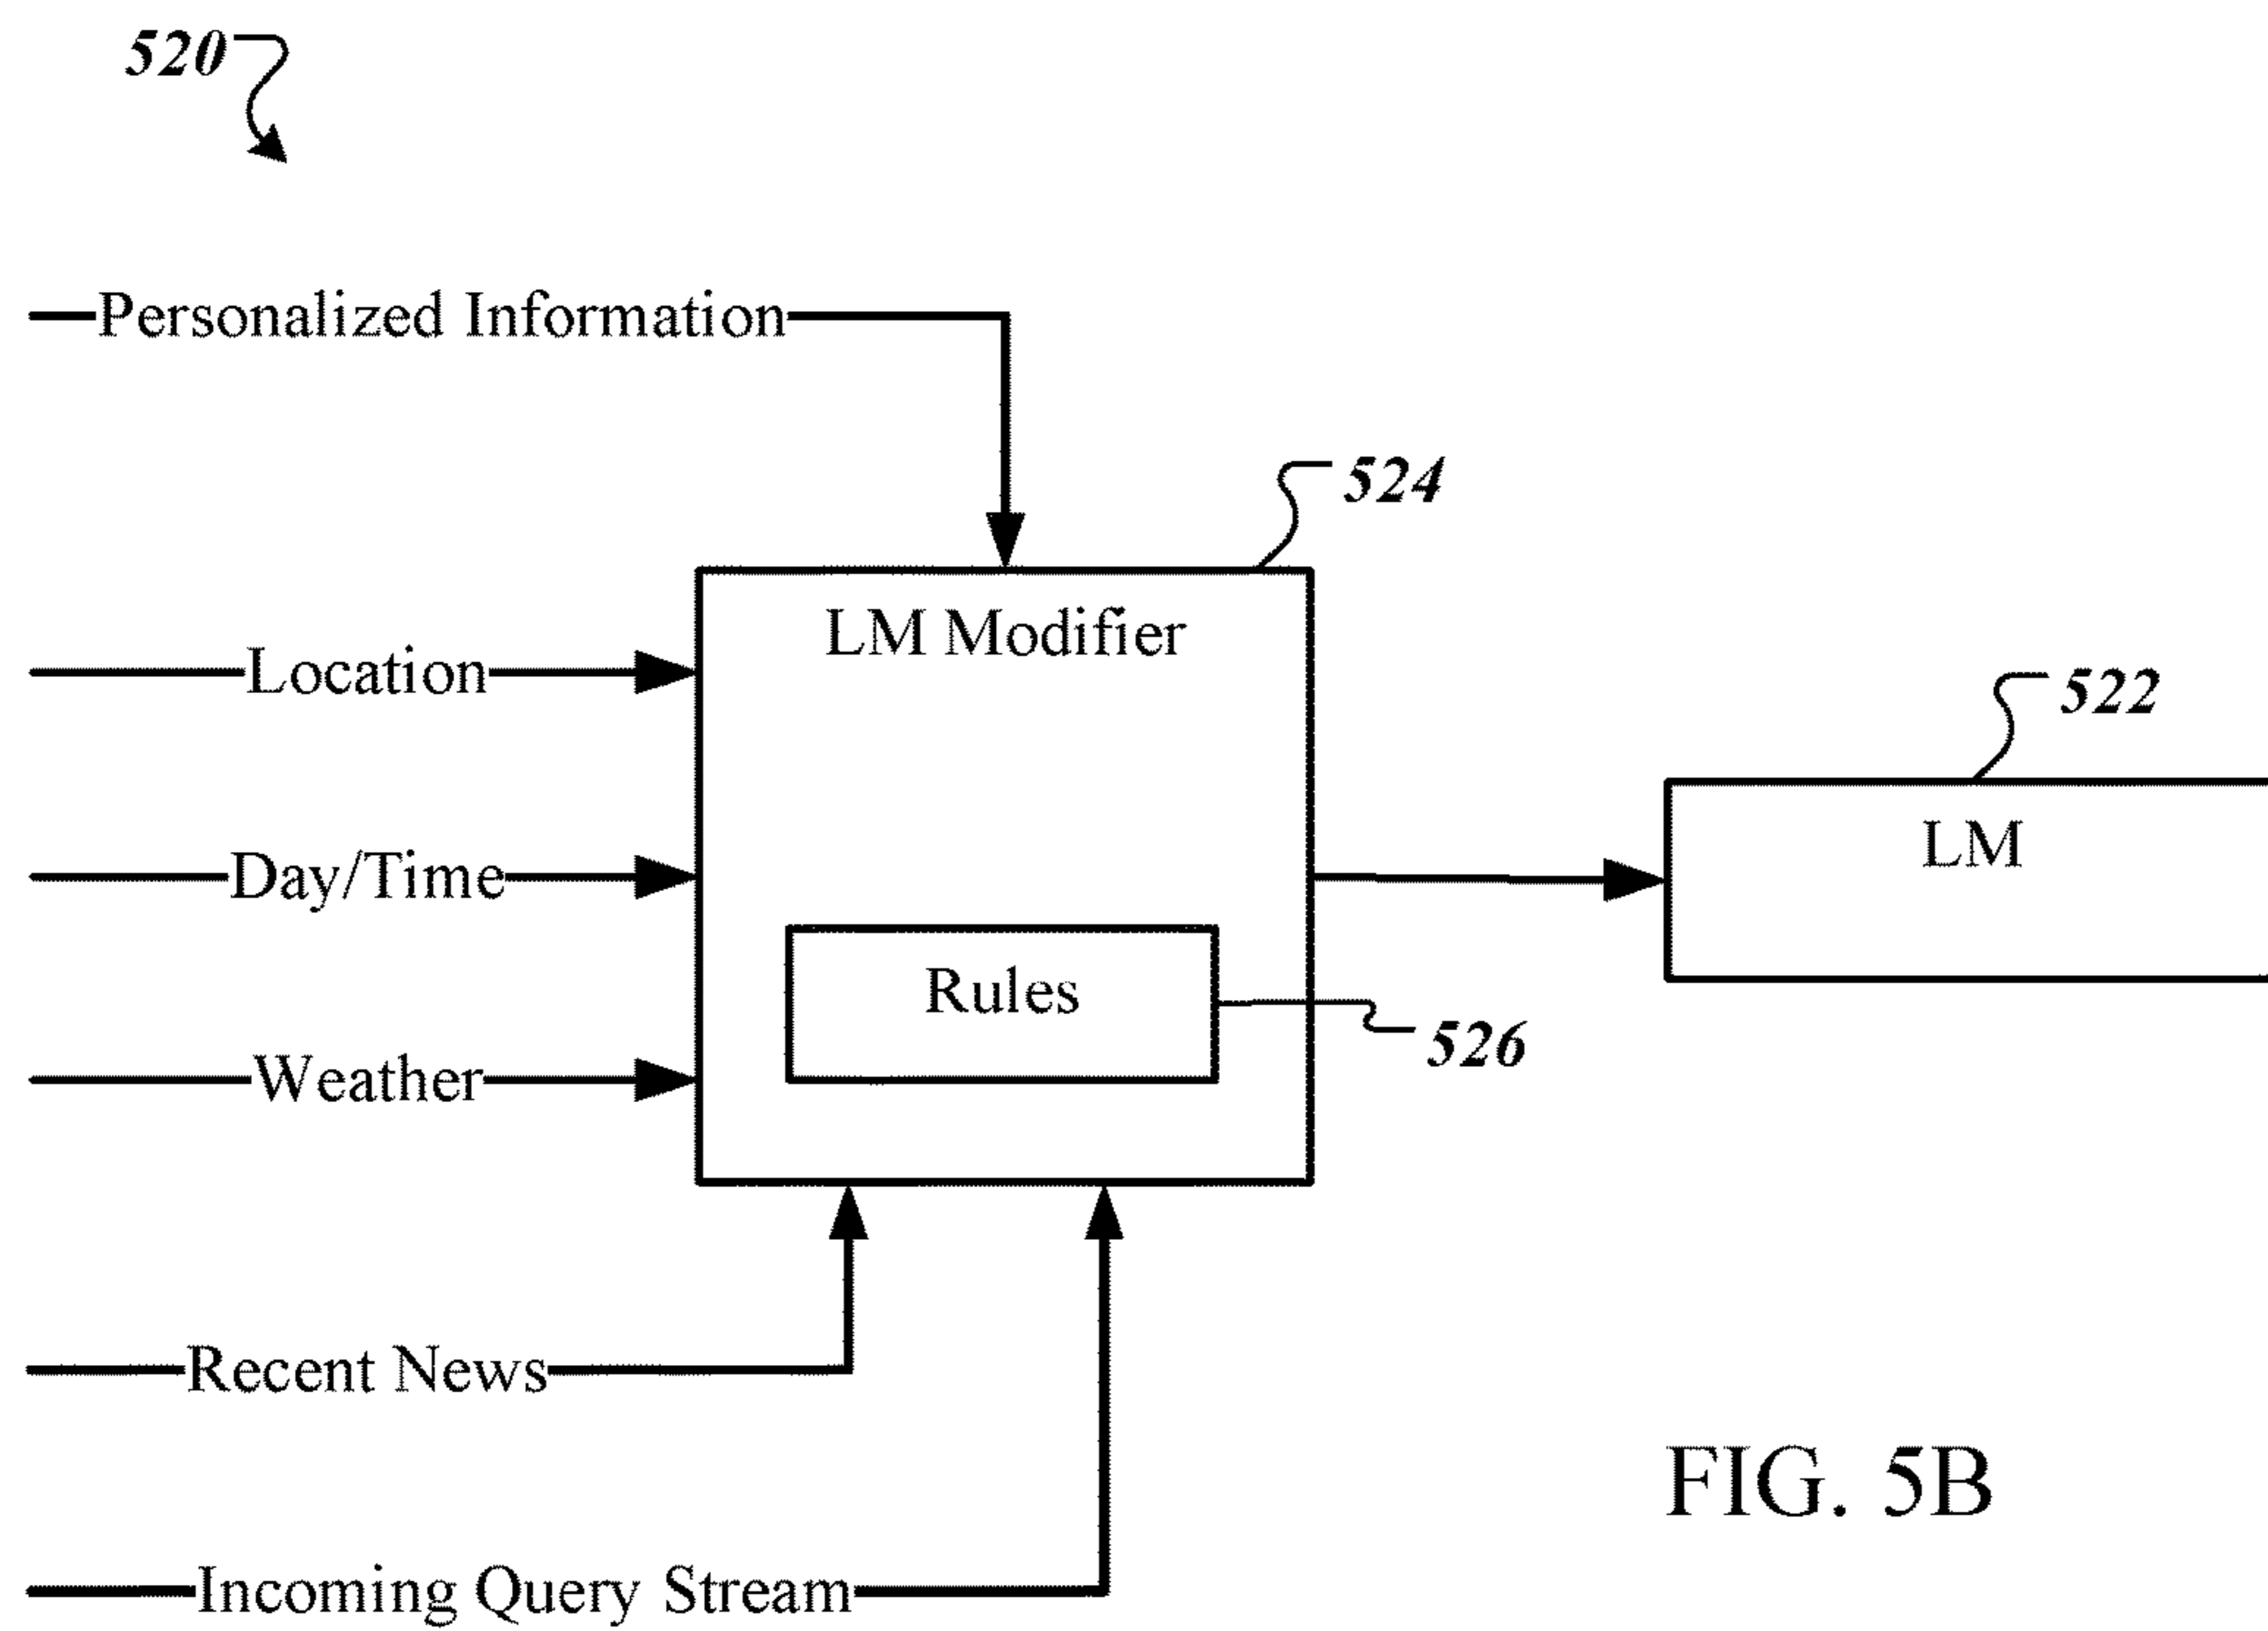 520
Personalized Information
524
LM Modifier
Location
522
LM
Day/Time
Rules
526
Weather
Recent News
FIG. 5B
Incoming Query Stream